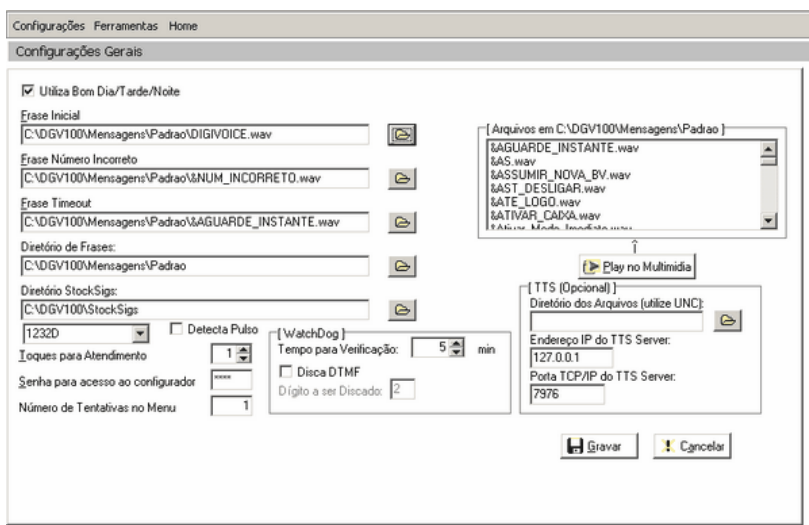 Configurações Ferramentas Home
Configurações Gerais
Utiliza Bom Dia/Tarde/Noite
Frase Inicial
C:\DGV100\Mensagens\Padrao\DIGIVOICE.wav
Frase Número Incorreto
C:\DGV100\Mensagens\Padrao\&NUM_INCORRETO.wav
Frase Timeout
C:\DGV100\Mensagens\Padrao\&AGUARDE_INSTANTE.wav
Diretório de Frases:
C:\DGV100\Mensagens\Padrao
Diretório StockSigs:
C:\DGV100\StockSigs
1232D
Detecta Pulso
Toques para Atendimento 1
Senha para acesso ao configurador ****
Número de Tentativas no Menu 1
[ WatchDog ]
Tempo para Verificação: 5 min
Disca DTMF
Dígito a ser Discado: 2
[ Arquivos em C:\DGV100\Mensagens\Padrao ]
&AGUARDE_INSTANTE.wav
&AS.wav
&ASSUMIR_NOVA_BV.wav
&AST_DESLIGAR.wav
&ATE_LOGO.wav
&ATIVAR_CAIXA.wav
&Ativar_Modo_Imediato.wav
Play no Multimidia
[ TTS (Opcional) ]
Diretório dos Arquivos (utilize UNC):
Endereço IP do TTS Server:
127.0.0.1
Porta TCP/IP do TTS Server:
7976
Gravar Cancelar